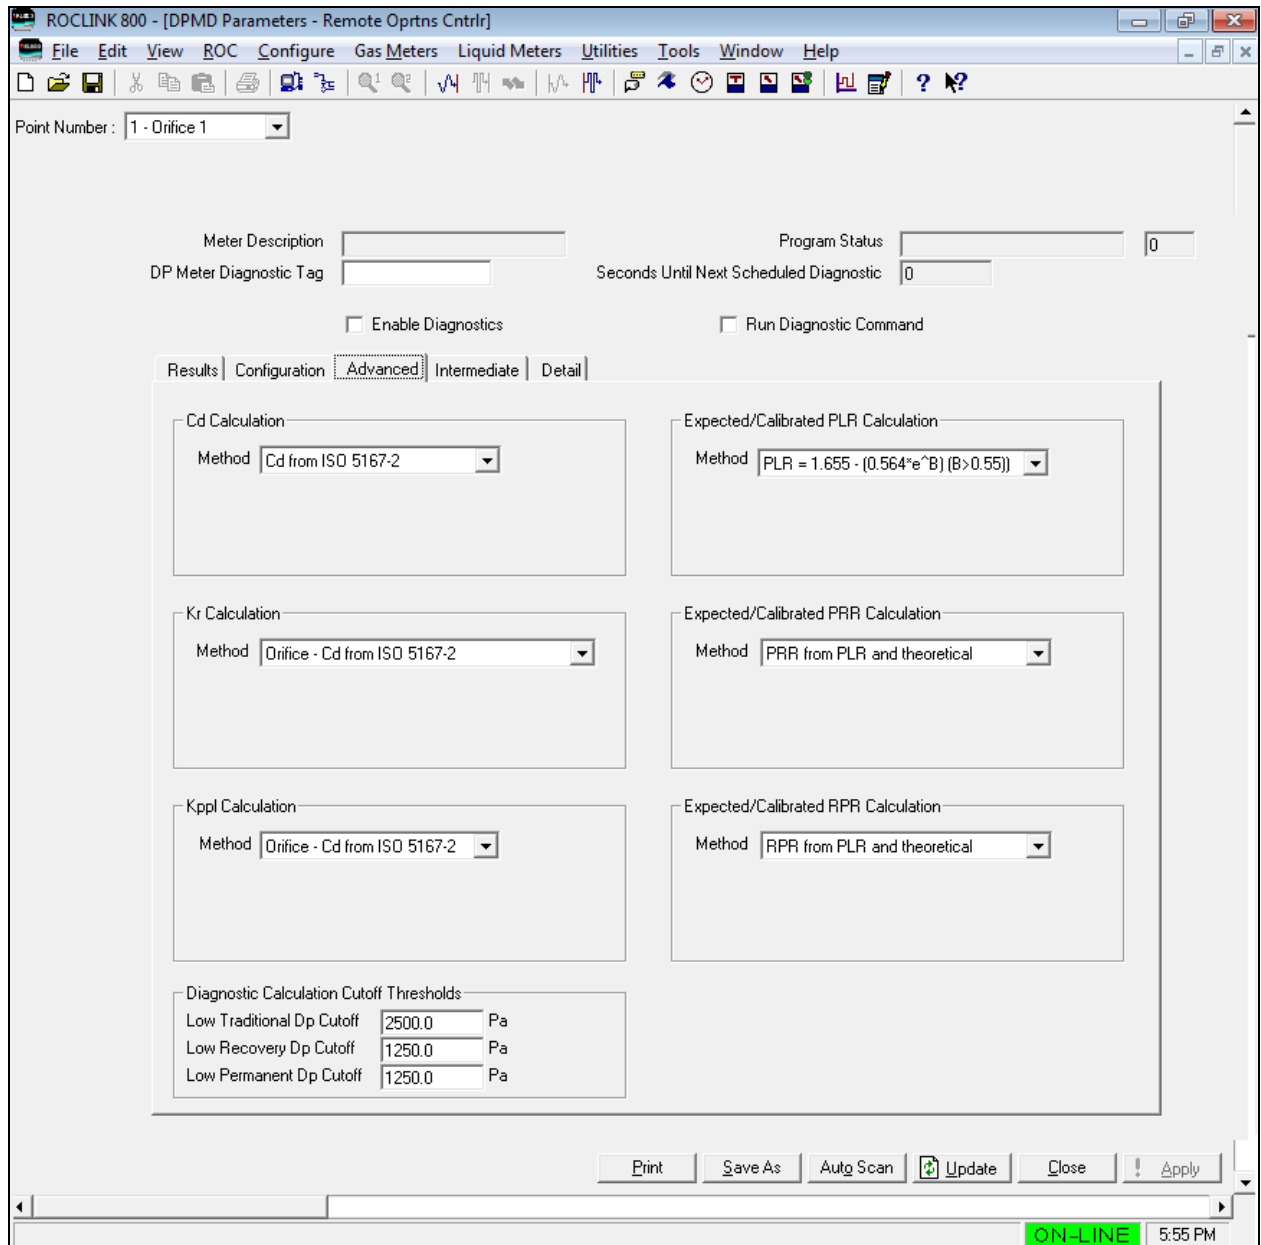 ROCLINK 800 - [DPMD Parameters - Remote Oprtns Cntrlr]
File Edit View ROC Configure Gas Meters Liquid Meters Utilities Tools Window Help
Point Number : 1 - Orifice 1
Meter Description Program Status 0
DP Meter Diagnostic Tag Seconds Until Next Scheduled Diagnostic 0
Enable Diagnostics Run Diagnostic Command
Results Configuration Advanced Intermediate Detail
Cd Calculation Expected/Calibrated PLR Calculation
Method Cd from ISO 5167-2 Method PLR = 1.655 - (0.564*e^B) (B>0.55))
Kr Calculation Expected/Calibrated PRR Calculation
Method Orifice - Cd from ISO 5167-2 Method PRR from PLR and theoretical
Kppl Calculation Expected/Calibrated RPR Calculation
Method Orifice - Cd from ISO 5167-2 Method RPR from PLR and theoretical
Diagnostic Calculation Cutoff Thresholds
Low Traditional Dp Cutoff 2500.0 Pa
Low Recovery Dp Cutoff 1250.0 Pa
Low Permanent Dp Cutoff 1250.0 Pa
Print Save As Auto Scan Update Close ! Apply
ON-LINE 5:55 PM